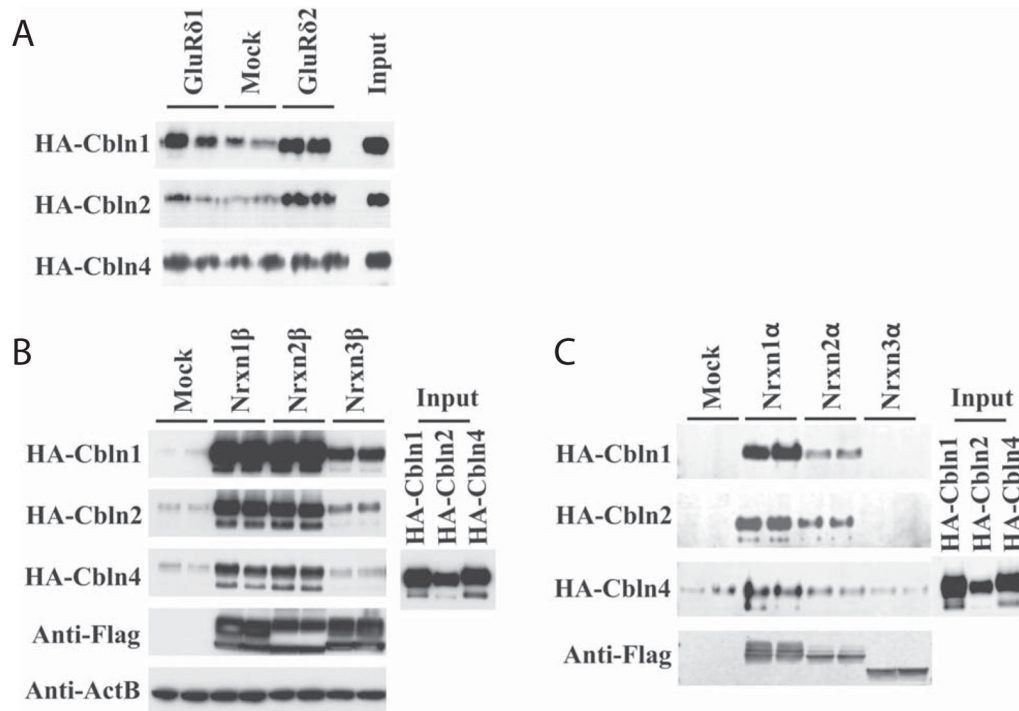 A
GluRδ1
Mock
GluRδ2
Input
HA-Cbln1
HA-Cbln2
HA-Cbln4
B
Mock
Nrxn1β
Nrxn2β
Nrxn3β
Input
HA-Cbln1
HA-Cbln2
HA-Cbln4
HA-Cbln1
HA-Cbln2
HA-Cbln4
Anti-Flag
Anti-ActB
C
Mock
Nrxn1α
Nrxn2α
Nrxn3α
Input
HA-Cbln1
HA-Cbln2
HA-Cbln4
HA-Cbln1
HA-Cbln2
HA-Cbln4
Anti-Flag